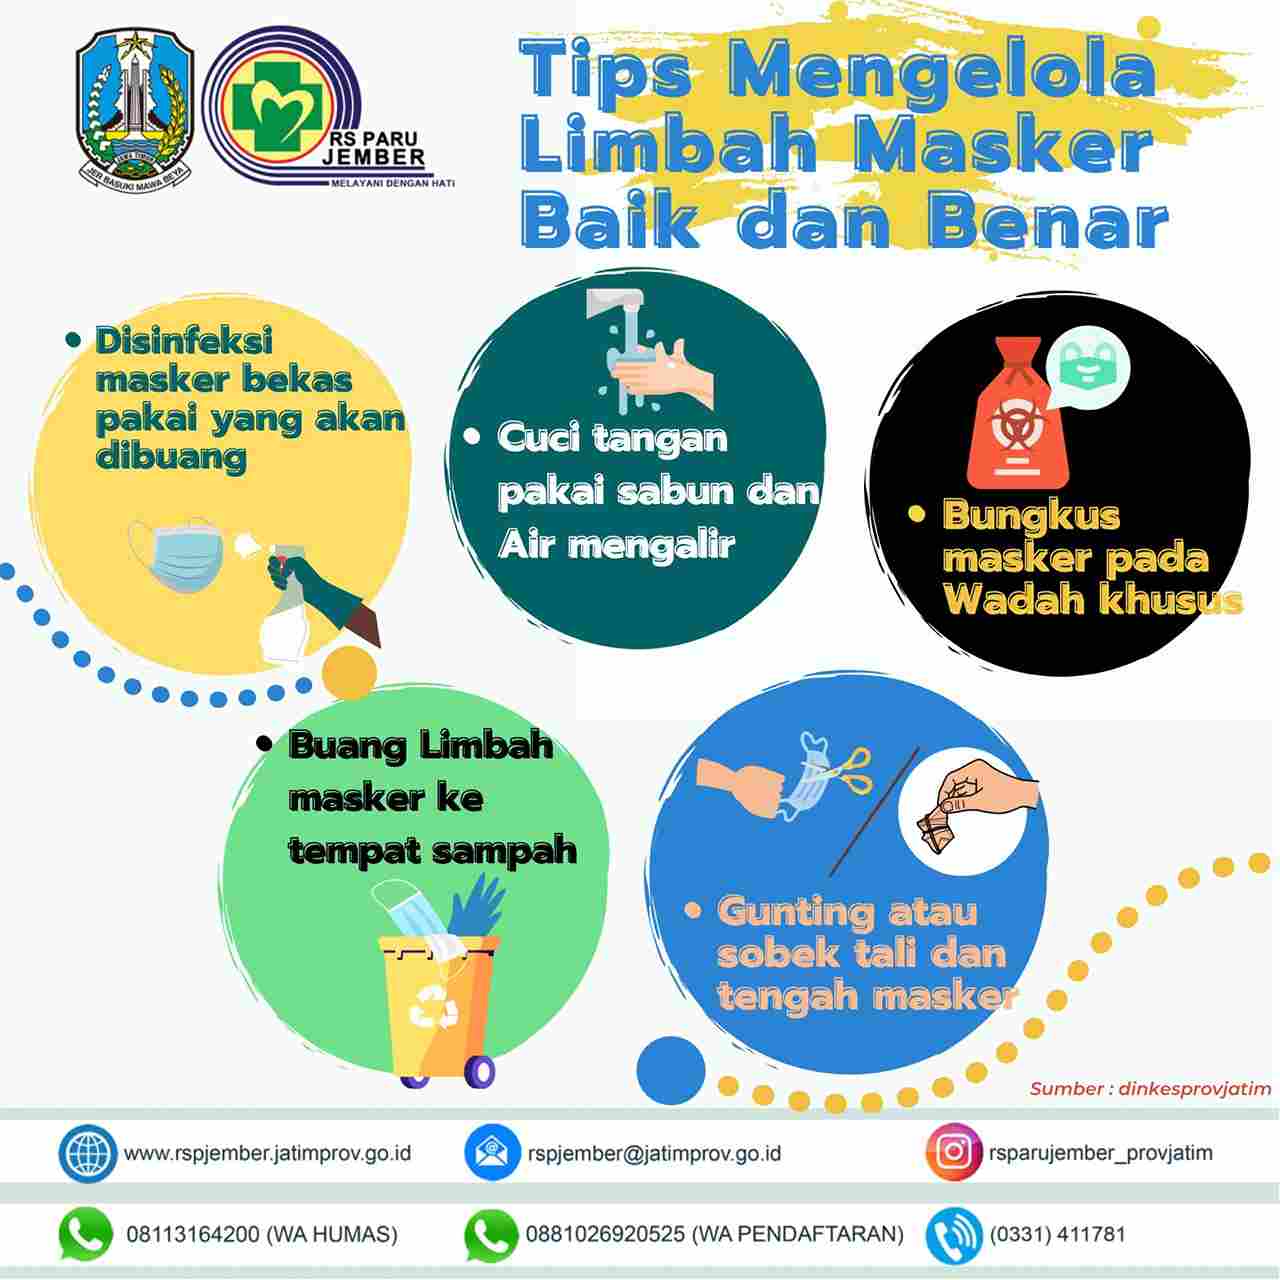 JAWA TIMUR
JER BASUKI MAWA BEYA
RS PARU
JEMBER
MELAYANI DENGAN HATI
Tips Mengelola
Limbah Masker
Baik dan Benar
• Disinfeksi
masker bekas
pakai yang akan
dibuang
• Cuci tangan
pakai sabun dan
Air mengalir
• Bungkus
masker pada
Wadah khusus
• Buang Limbah
masker ke
tempat sampah
• Gunting atau
sobek tali dan
tengah masker
Sumber : dinkesprovjatim
www.rspjember.jatimprov.go.id
rspjember@jatimprov.go.id
rsparujember_provjatim
08113164200 (WA HUMAS)
0881026920525 (WA PENDAFTARAN)
(0331) 411781